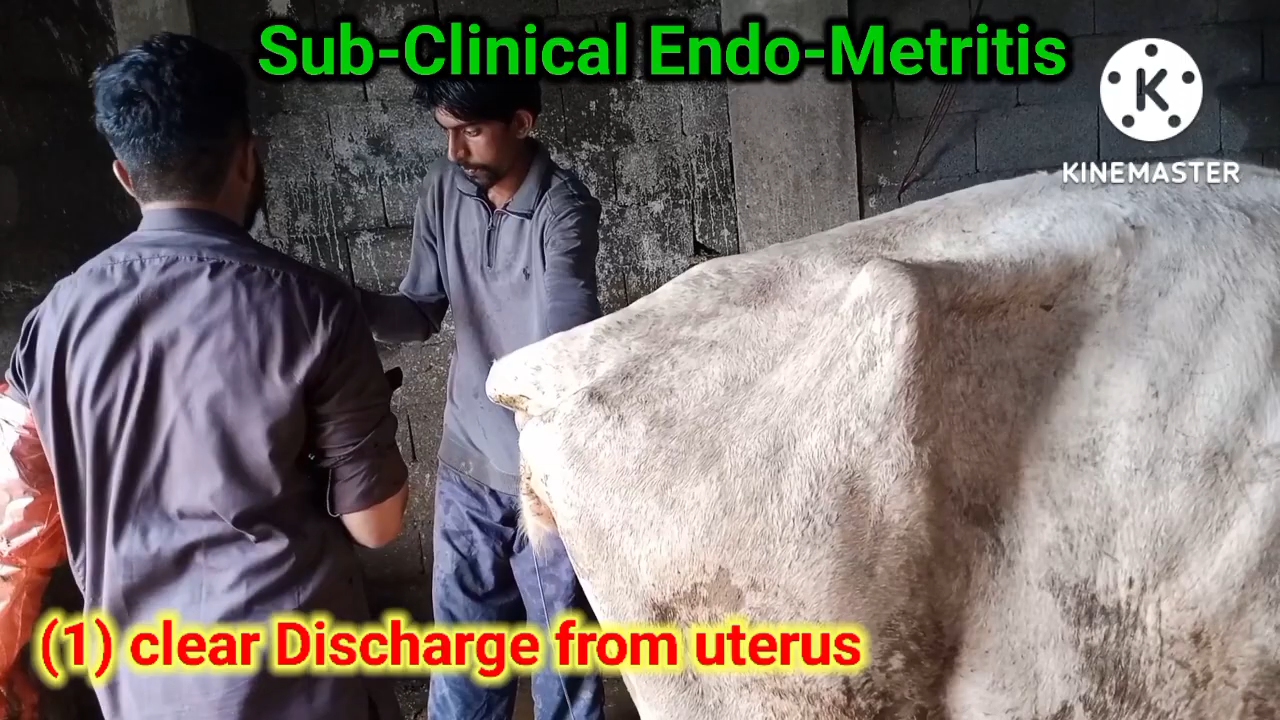 Sub-Clinical Endo-Metritis
K
KINEMASTER
(1) clear Discharge from uterus